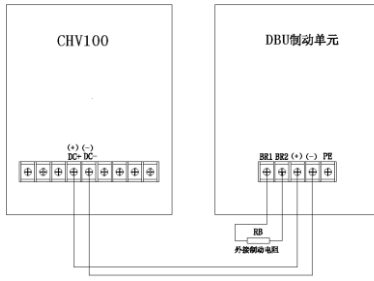 CHV100
DBU制动单元
(+) (-)
DC+ DC-
BR1 BR2 (+) (-) PE
RB
外接制动电阻